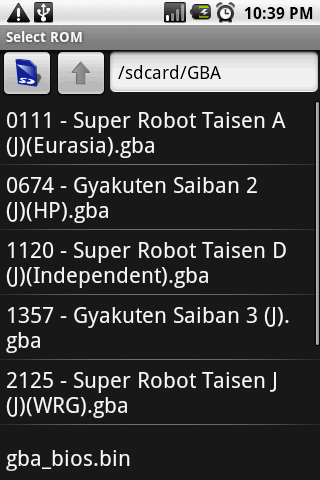 10:39 PM
Select ROM
/sdcard/GBA
0111 - Super Robot Taisen A
(J)(Eurasia).gba
0674 - Gyakuten Saiban 2
(J)(HP).gba
1120 - Super Robot Taisen D
(J)(Independent).gba
1357 - Gyakuten Saiban 3 (J).
gba
2125 - Super Robot Taisen J
(J)(WRG).gba
gba_bios.bin